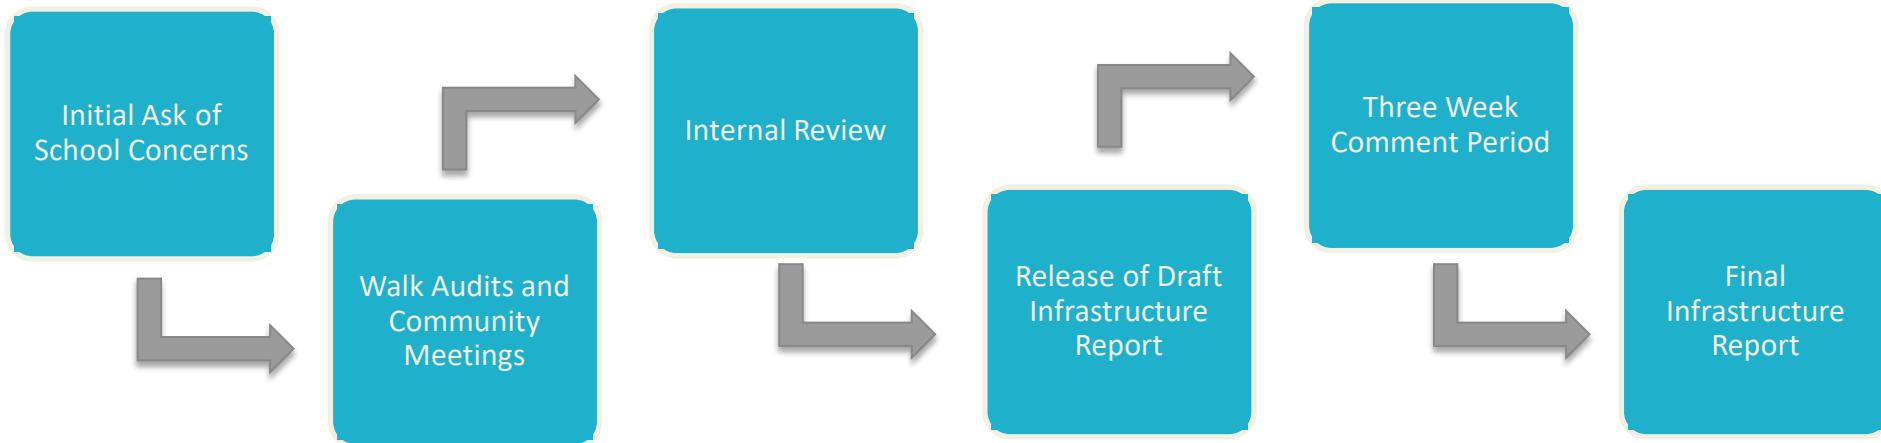 Initial Ask of
School Concerns
Walk Audits and
Community
Meetings
Internal Review
Release of Draft
Infrastructure
Report
Three Week
Comment Period
Final
Infrastructure
Report